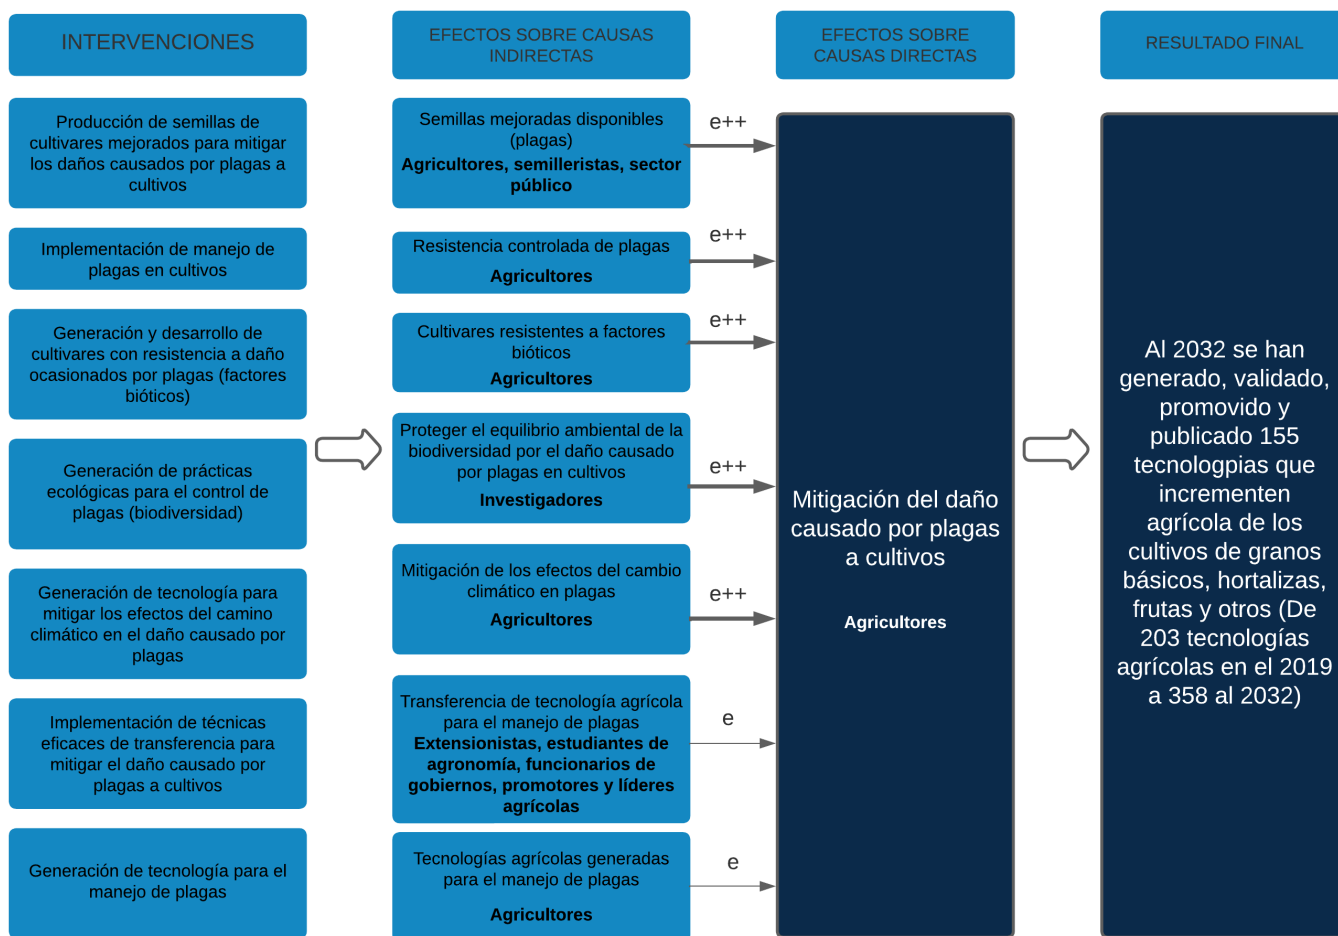 INTERVENCIONES
EFECTOS SOBRE CAUSAS
INDIRECTAS
EFECTOS SOBRE
CAUSAS DIRECTAS
RESULTADO FINAL
Producción de semillas de
cultivares mejorados para mitigar
los daños causados por plagas a
cultivos
Implementación de manejo de
plagas en cultivos
Generación y desarrollo de
cultivares con resistencia a daño
ocasionados por plagas (factores
bióticos)
Generación de prácticas
ecológicas para el control de
plagas (biodiversidad)
Generación de tecnología para
mitigar los efectos del camino
climático en el daño causado por
plagas
Implementación de técnicas
eficaces de transferencia para
mitigar el daño causado por
plagas a cultivos
Generación de tecnología para el
manejo de plagas
Semillas mejoradas disponibles
(plagas)
Agricultores, semilleristas, sector
público
e++
Resistencia controlada de plagas
Agricultores
e++
Cultivares resistentes a factores
bióticos
Agricultores
e++
Proteger el equilibrio ambiental de la
biodiversidad por el daño causado
por plagas en cultivos
Investigadores
e++
Mitigación de los efectos del cambio
climático en plagas
Agricultores
e++
Transferencia de tecnología agrícola
para el manejo de plagas
Extensionistas, estudiantes de
agronomía, funcionarios de
gobiernos, promotores y líderes
agrícolas
e
Tecnologías agrícolas generadas
para el manejo de plagas
Agricultores
e
Mitigación del daño
causado por plagas
a cultivos
Agricultores
Al 2032 se han
generado, validado,
promovido y
publicado 155
tecnologpias que
incrementen
agrícola de los
cultivos de granos
básicos, hortalizas,
frutas y otros (De
203 tecnologías
agrícolas en el 2019
a 358 al 2032)